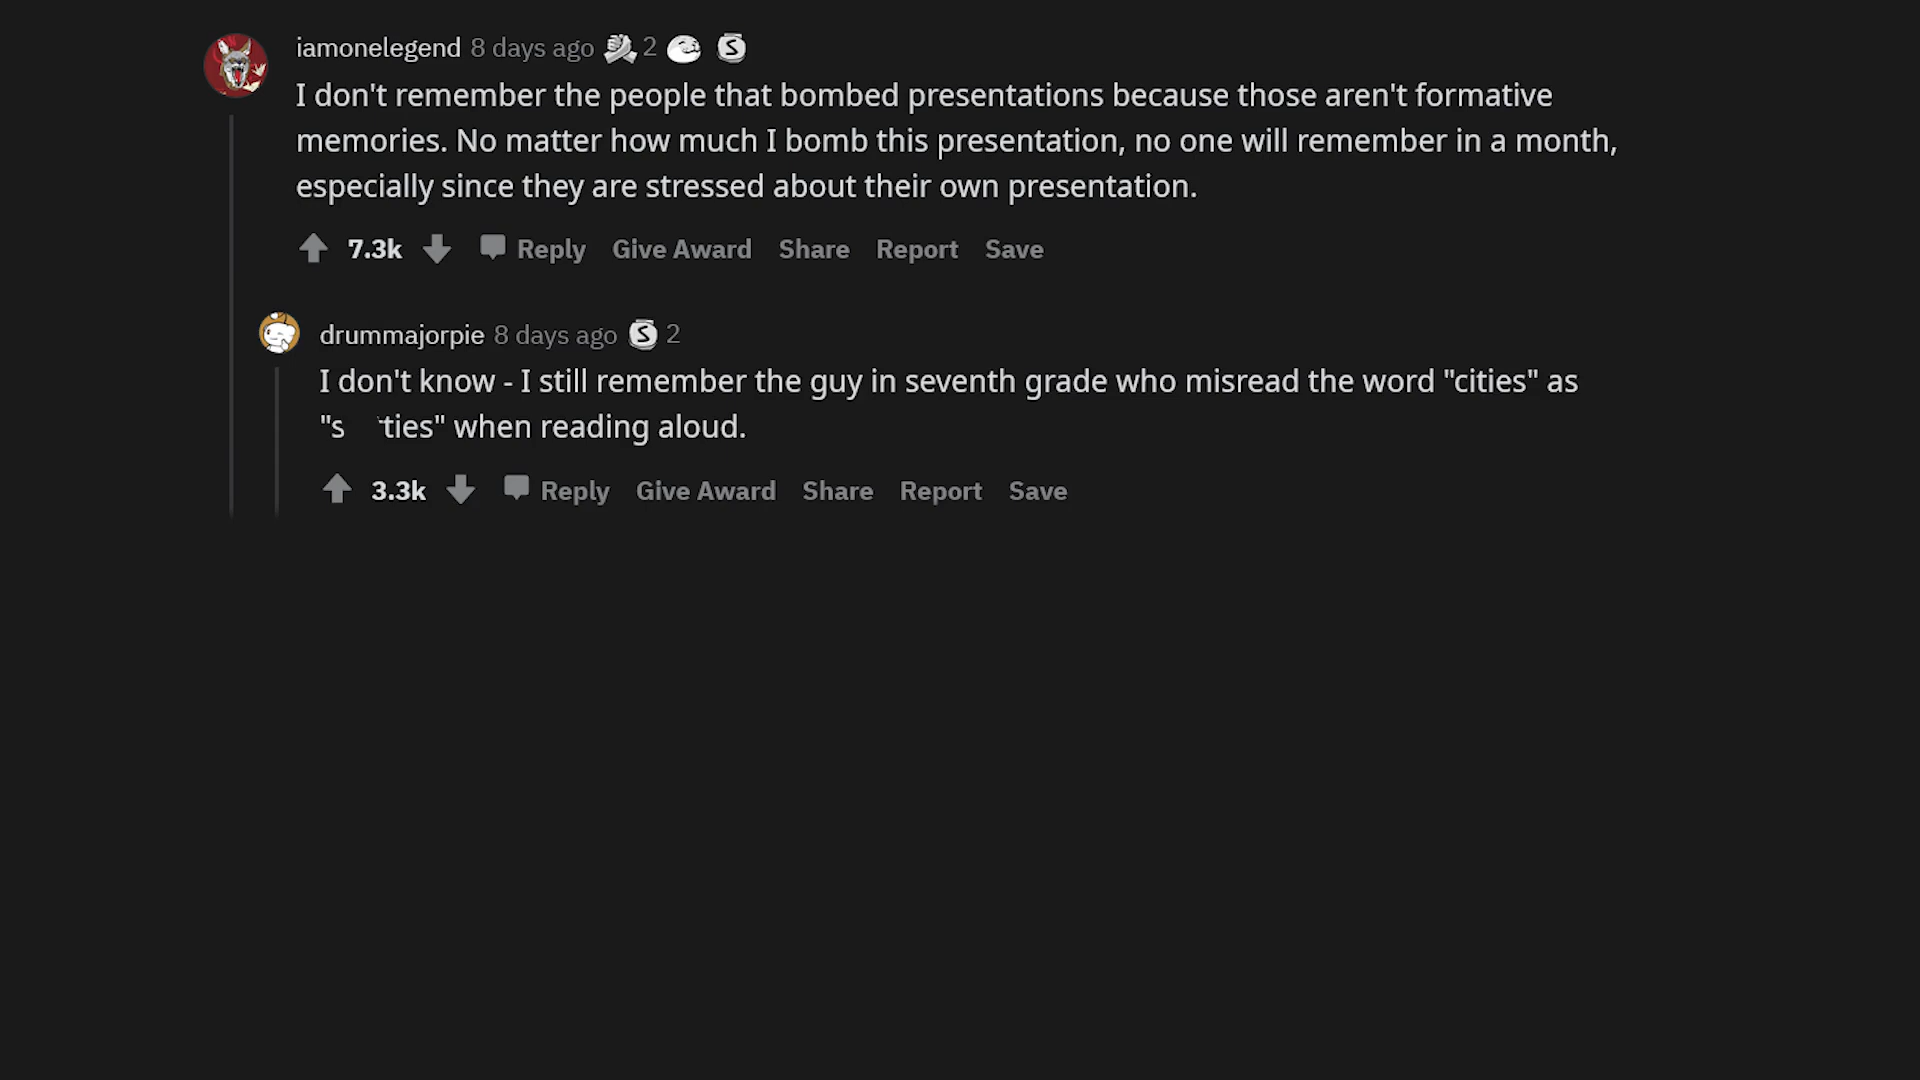 iamonelegend 8 days ago 2
I don't remember the people that bombed presentations because those aren't formative
memories. No matter how much I bomb this presentation, no one will remember in a month,
especially since they are stressed about their own presentation.
7.3k Reply Give Award Share Report Save
drummajorpie 8 days ago S 2
I don't know - I still remember the guy in seventh grade who misread the word "cities" as
"s ties" when reading aloud.
3.3k Reply Give Award Share Report Save